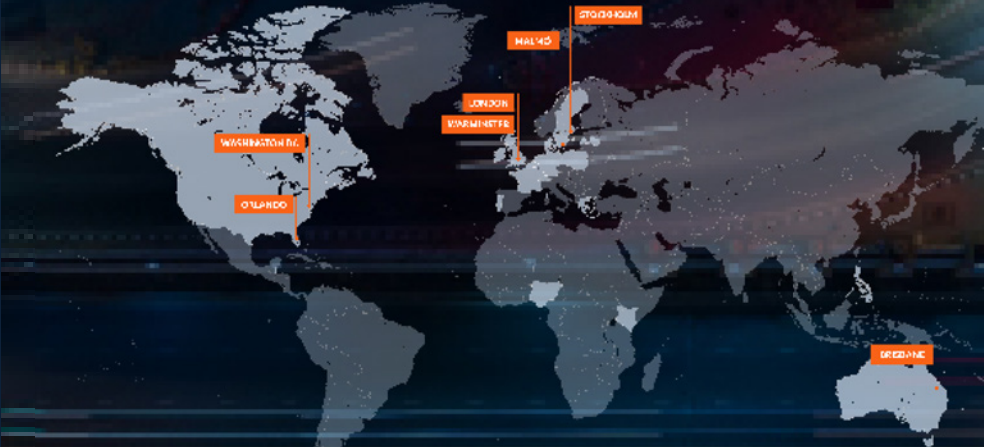 STOCKHOLM
MALMÖ
LONDON
WARMINSTER
WASHINGTON DC
ORLANDO
BRISBANE